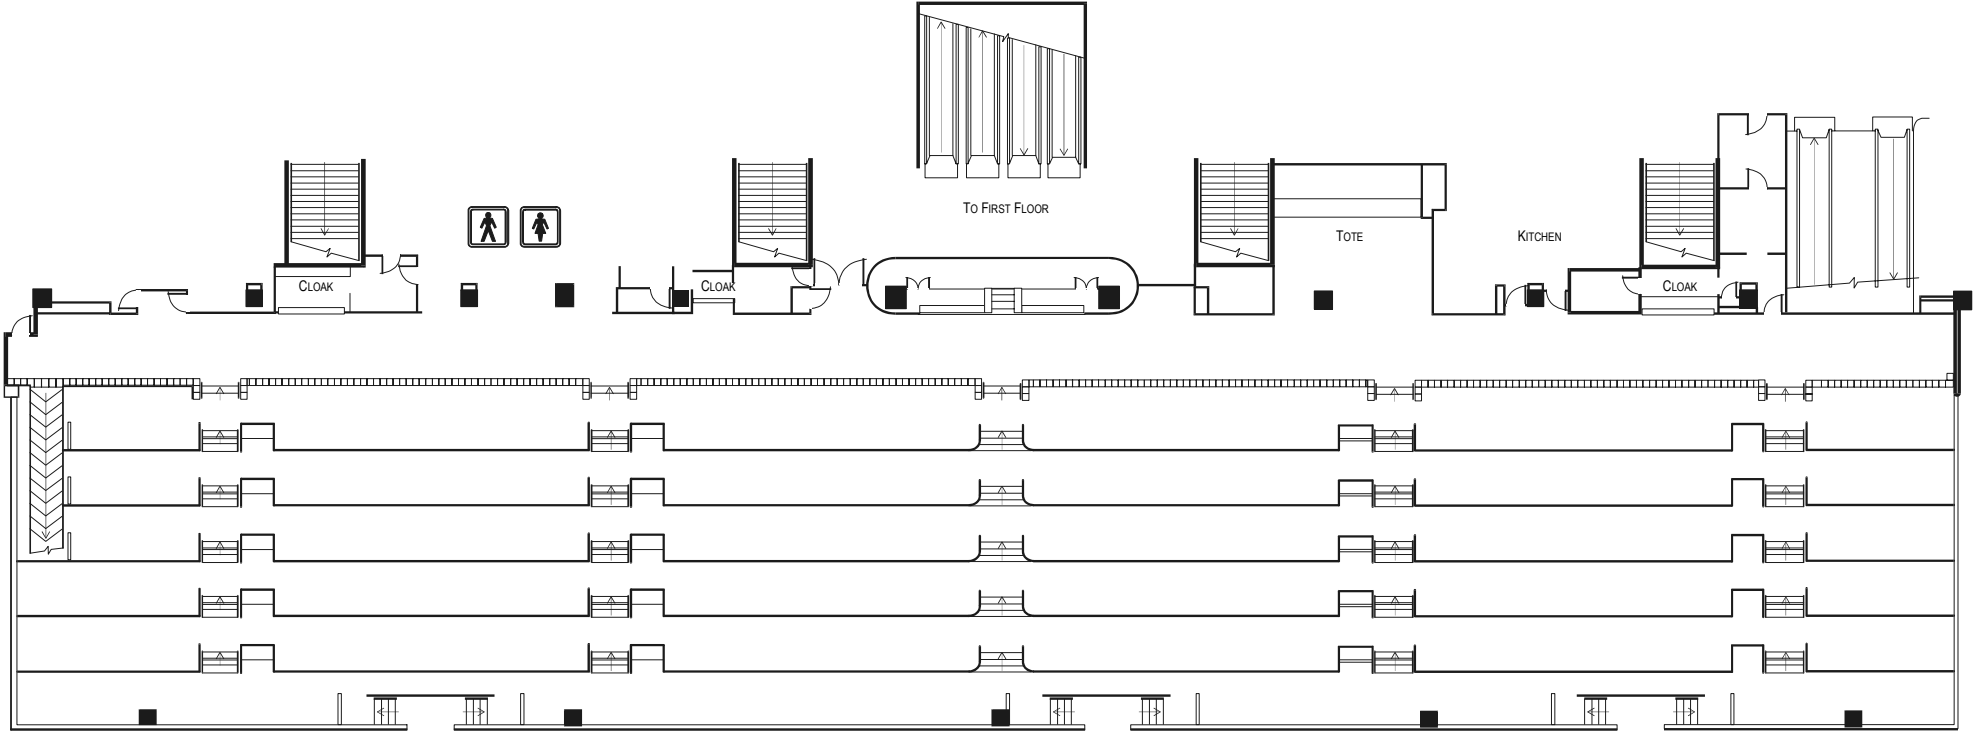 TO FIRST FLOOR
TOTE
KITCHEN
CLOAK
CLOAK
CLOAK